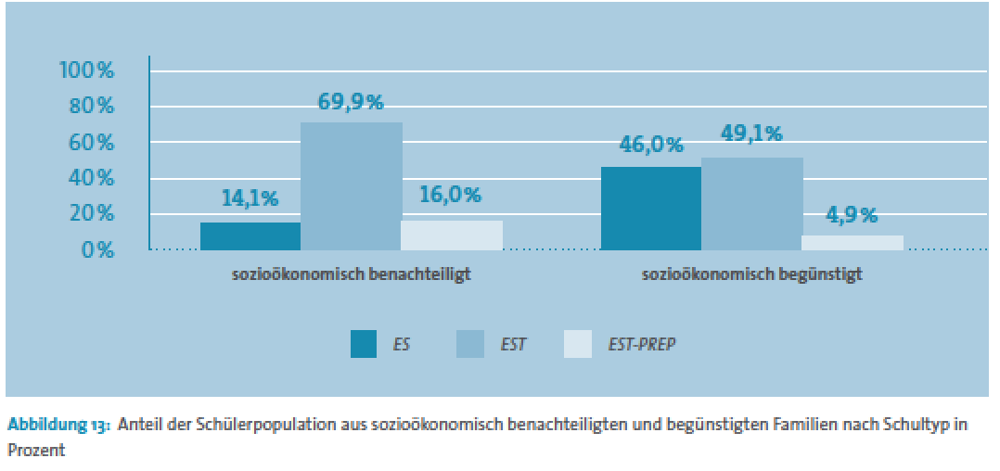 100%
80%
60%
40%
20%
0%
14,1%
69,9%
16,0%
46,0%
49,1%
4,9%
sozioökonomisch benachteiligt
sozioökonomisch begünstigt
ES
EST
EST-PREP
Abbildung 13: Anteil der Schülerpopulation aus sozioökonomisch benachteiligten und begünstigten Familien nach Schultyp in
Prozent